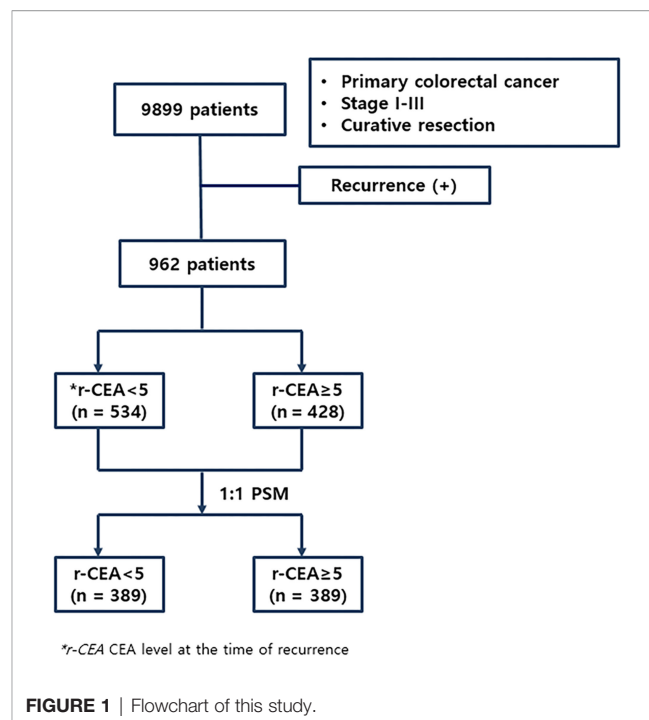 9899 patients
• Primary colorectal cancer
• Stage I-III
• Curative resection
Recurrence (+)
962 patients
*r-CEA<5
(n = 534)
r-CEA≥5
(n = 428)
1:1 PSM
r-CEA<5
(n = 389)
r-CEA≥5
(n = 389)
*r-CEA CEA level at the time of recurrence
FIGURE 1 | Flowchart of this study.